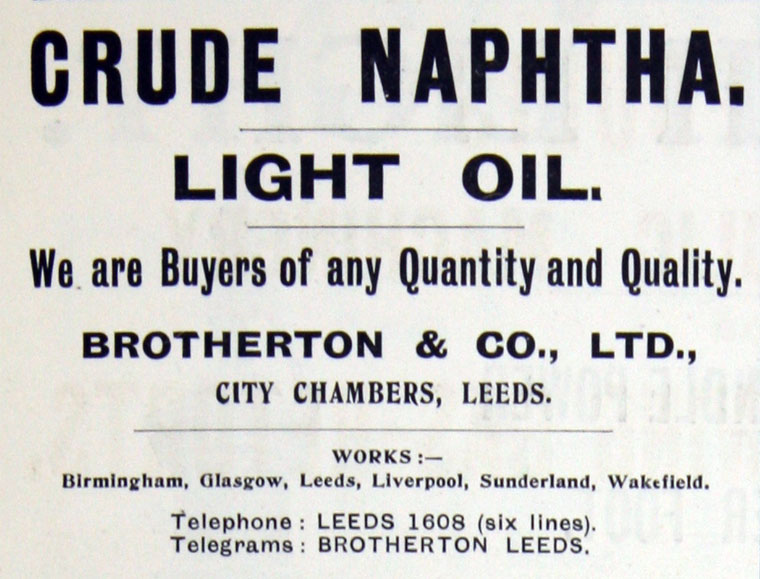 CRUDE NAPHTHA.
LIGHT OIL.
We are Buyers of any Quantity and Quality.
BROTHERTON & CO., LTD.,
CITY CHAMBERS, LEEDS.
WORKS :—
Birmingham, Glasgow, Leeds, Liverpool, Sunderland, Wakefield.
Telephone : LEEDS 1608 (six lines).
Telegrams : BROTHERTON LEEDS.